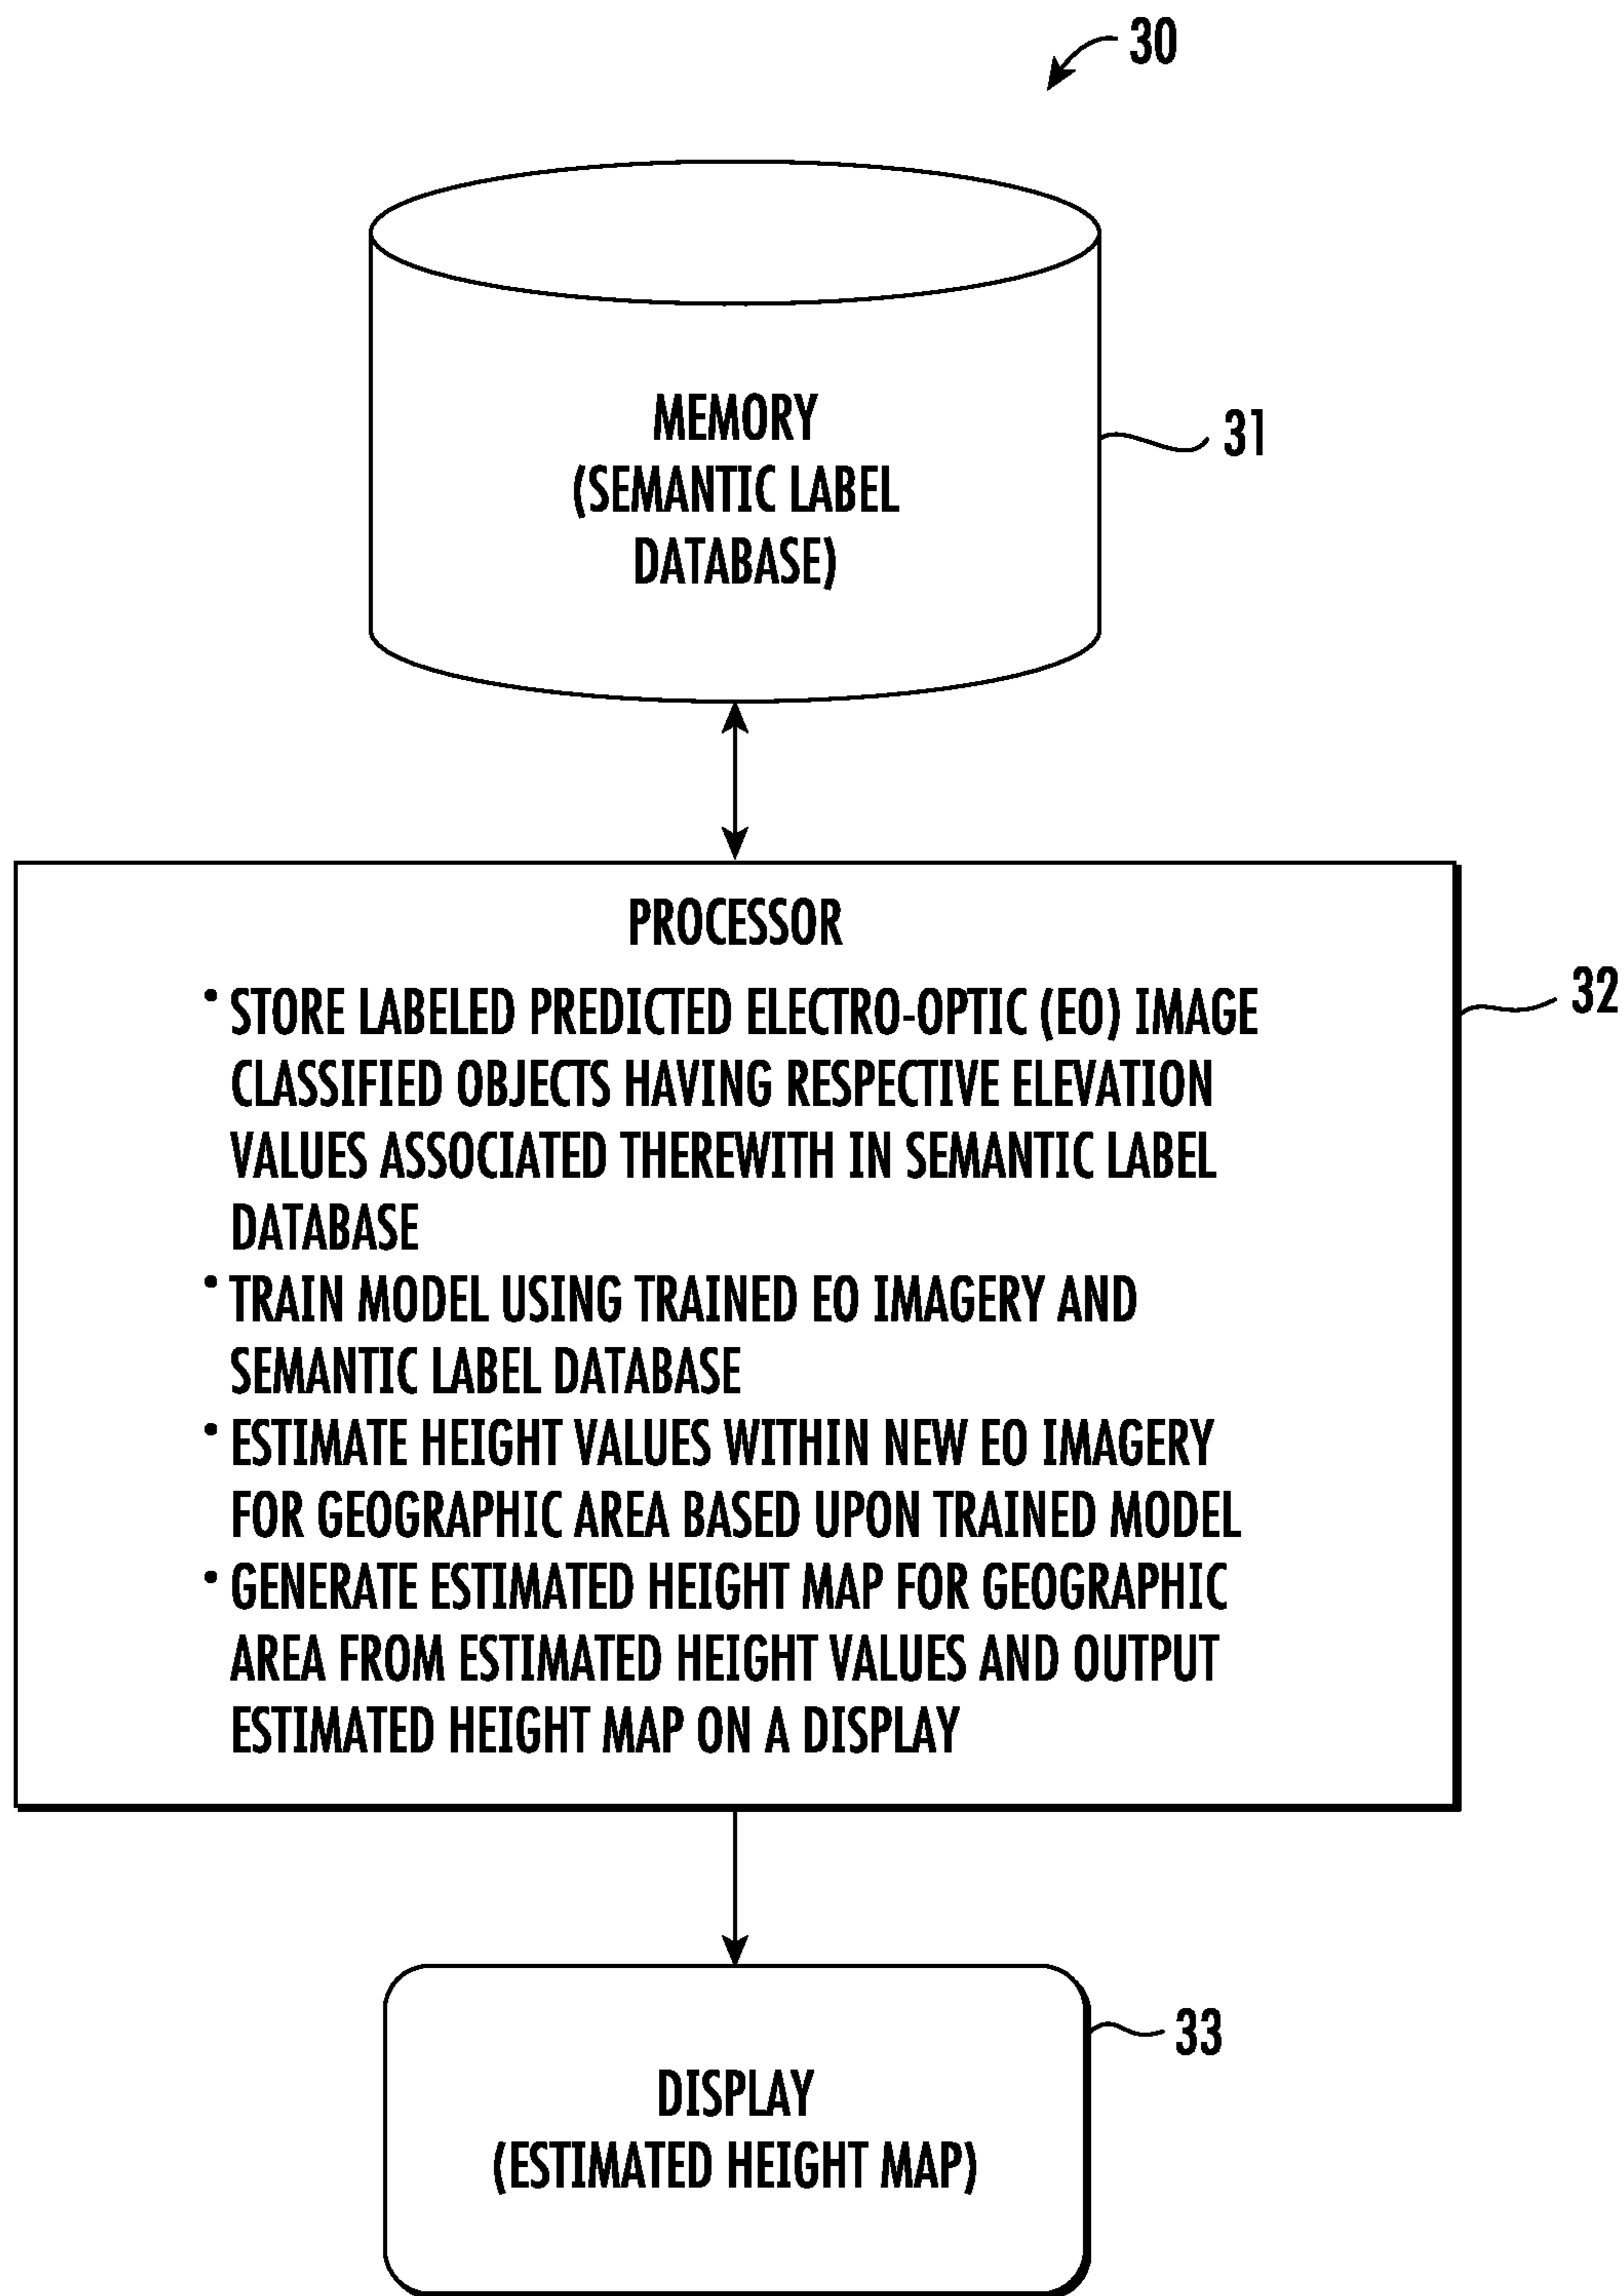 30
MEMORY
(SEMANTIC LABEL
DATABASE)
31
PROCESSOR
• STORE LABELED PREDICTED ELECTRO-OPTIC (EO) IMAGE
CLASSIFIED OBJECTS HAVING RESPECTIVE ELEVATION
VALUES ASSOCIATED THEREWITH IN SEMANTIC LABEL
DATABASE
• TRAIN MODEL USING TRAINED EO IMAGERY AND
SEMANTIC LABEL DATABASE
• ESTIMATE HEIGHT VALUES WITHIN NEW EO IMAGERY
FOR GEOGRAPHIC AREA BASED UPON TRAINED MODEL
• GENERATE ESTIMATED HEIGHT MAP FOR GEOGRAPHIC
AREA FROM ESTIMATED HEIGHT VALUES AND OUTPUT
ESTIMATED HEIGHT MAP ON A DISPLAY
32
DISPLAY
(ESTIMATED HEIGHT MAP)
33